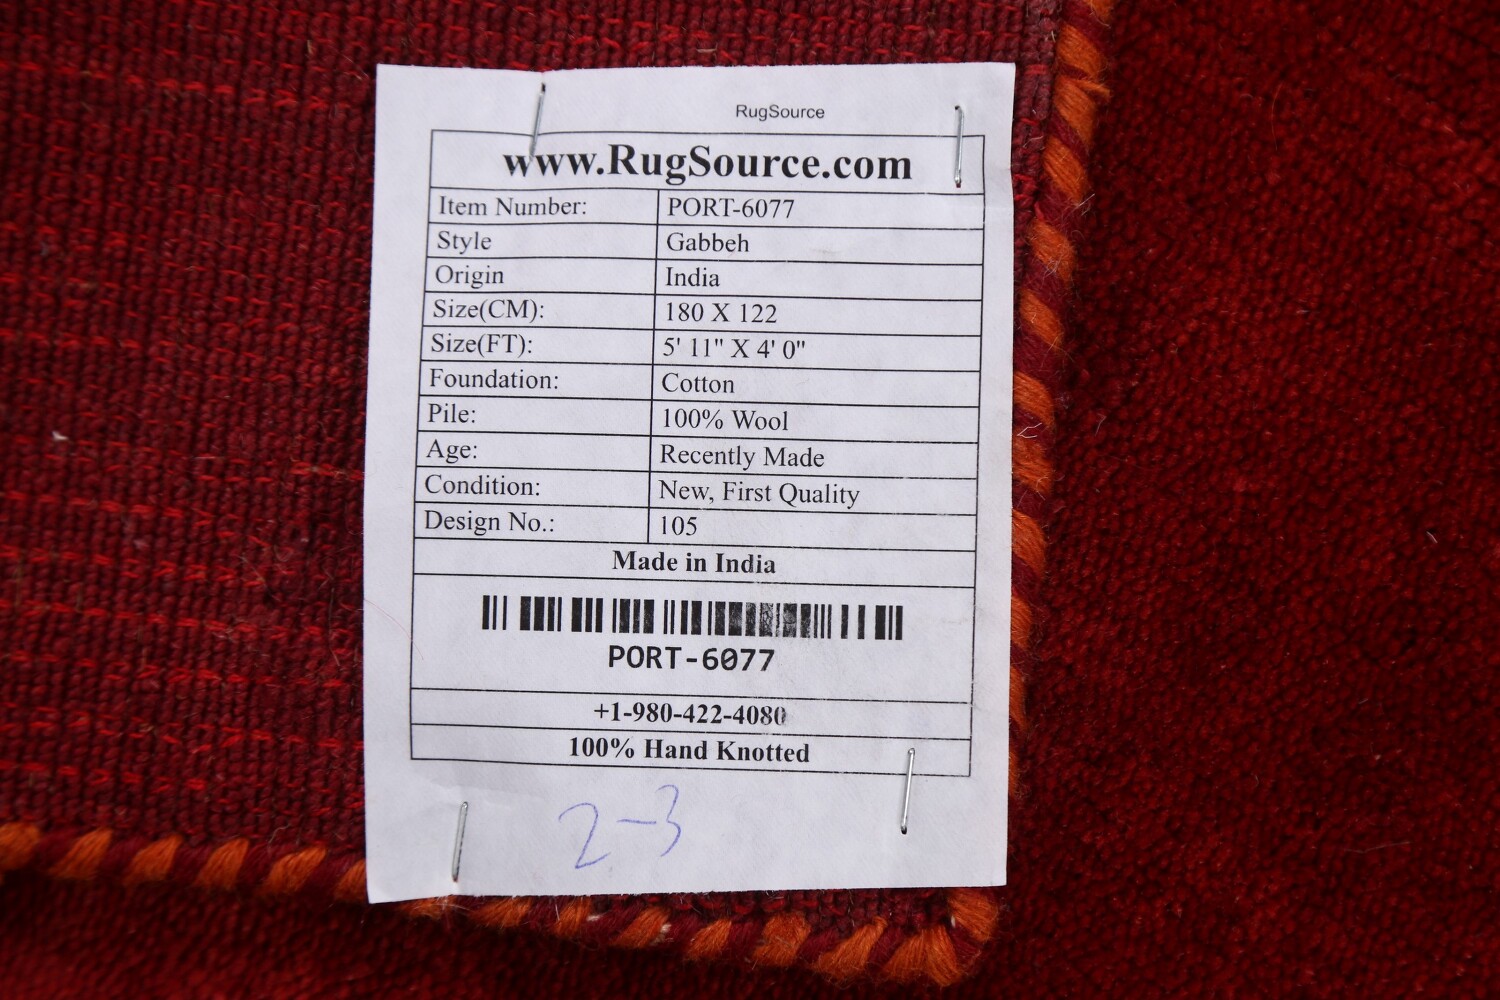 RugSource
www.RugSource.com
Item Number: PORT-6077
Style Gabbeh
Origin India
Size(CM): 180 X 122
Size(FT): 5' 11" X 4' 0"
Foundation: Cotton
Pile: 100% Wool
Age: Recently Made
Condition: New, First Quality
Design No.: 105
Made in India
PORT-6077
+1-980-422-4080
100% Hand Knotted
2-3